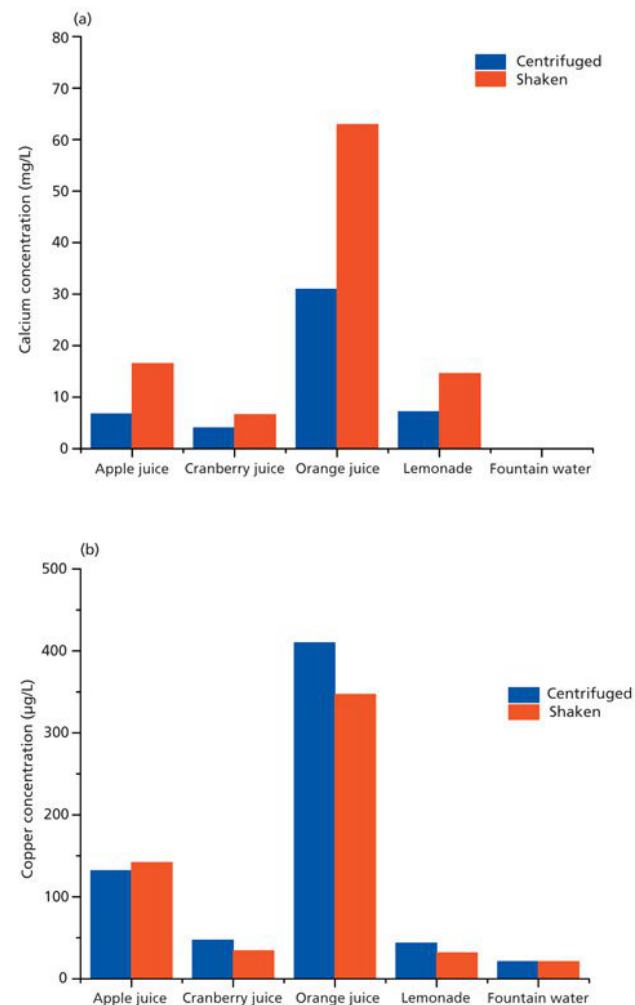 (a)
80
70
60
50
40
30
20
10
0
Calcium concentration (mg/L)
Centrifuged
Shaken
Apple juice Cranberry juice Orange juice Lemonade Fountain water
(b)
500
400
300
200
100
0
Copper concentration (µg/L)
Centrifuged
Shaken
Apple juice Cranberry juice Orange juice Lemonade Fountain water